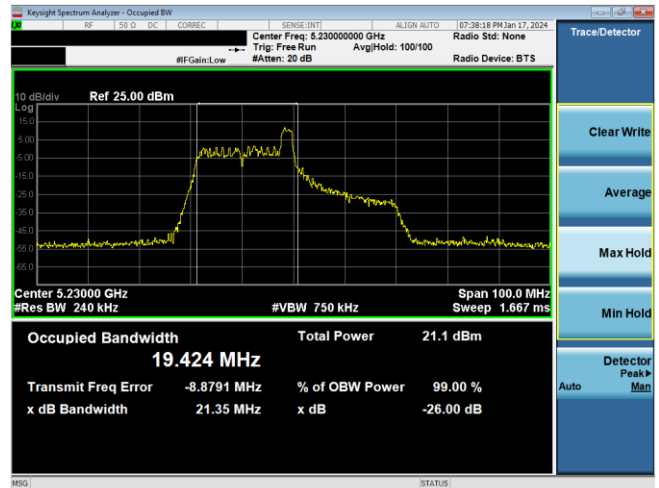 Keysight Spectrum Analyzer - Occupied BW
RF 50 Ω DC CORREC SENSE:INT ALIGN AUTO 07:38:18 PM Jan 17, 2024
Center Freq: 5.230000000 GHz Radio Std: None
Trig: Free Run Avg|Hold: 100/100
#IFGain:Low #Atten: 20 dB Radio Device: BTS
10 dB/div Ref 25.00 dBm
Log
15.0
5.00
-5.00
-15.0
-25.0
-35.0
-45.0
-55.0
-65.0
Center 5.23000 GHz Span 100.0 MHz
#Res BW 240 kHz #VBW 750 kHz Sweep 1.667 ms
Occupied Bandwidth Total Power 21.1 dBm
19.424 MHz
Transmit Freq Error -8.8791 MHz % of OBW Power 99.00 %
x dB Bandwidth 21.35 MHz x dB -26.00 dB
MSG STATUS
Trace/Detector
Clear Write
Average
Max Hold
Min Hold
Detector
Peak▶
Auto Man